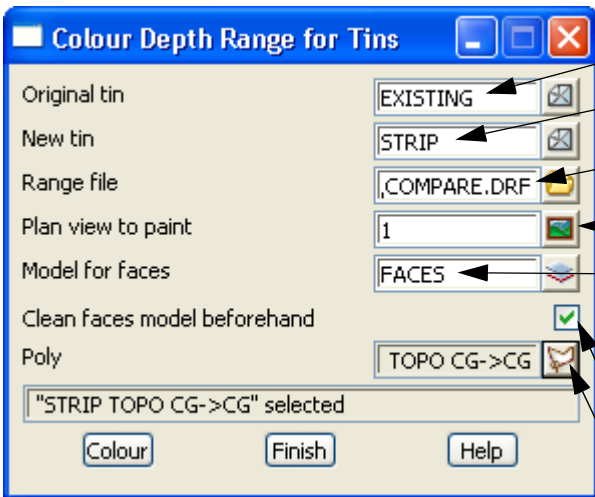 Colour Depth Range for Tins
Original tin EXISTING
New tin STRIP
Range file ,COMPARE.DRF
Plan view to paint 1
Model for faces FACES
Clean faces model beforehand
Poly TOPO CG->CG
"STRIP TOPO CG->CG" selected
Colour Finish Help